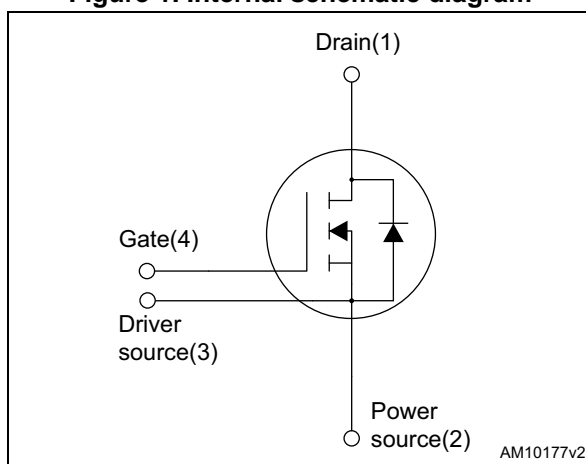 Figure 1. Internal schematic diagram
Drain(1)
Gate(4)
Driver
source(3)
Power
source(2)
AM10177v2